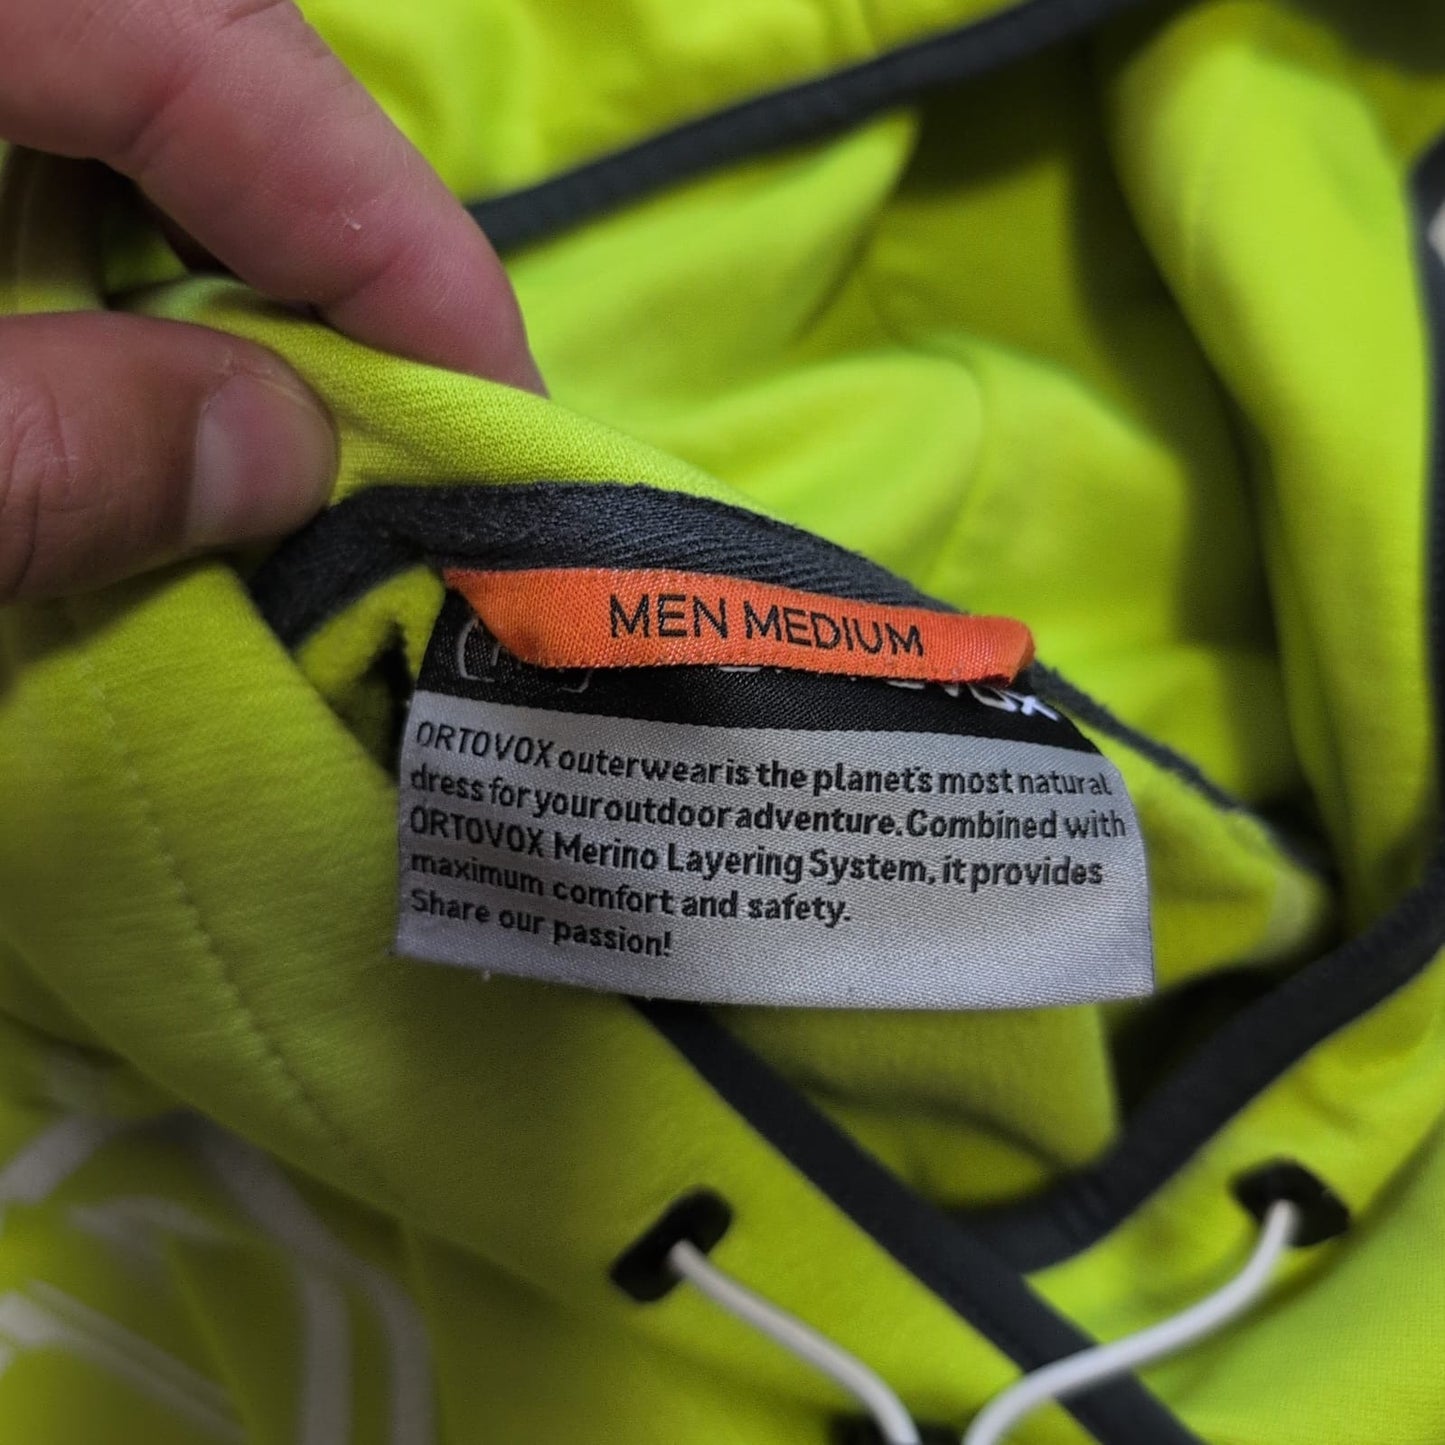 MEN MEDIUM
ORTOVOX outerwear is the planet's most natural
dress for your outdoor adventure. Combined with
ORTOVOX Merino Layering System, it provides
maximum comfort and safety.
Share our passion!